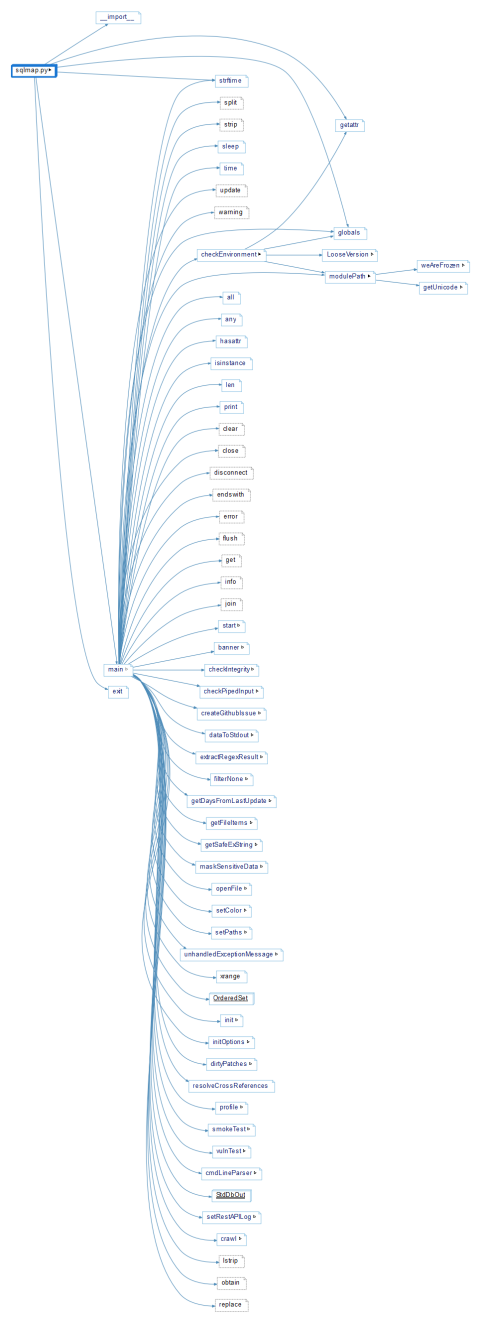 __import__
sqlmap.py
strftime
split
getattr
strip
sleep
time
update
warning
globals
checkEnvironment
LooseVersion
weAreFrozen
modulePath
getUnicode
all
any
hasattr
isinstance
len
print
clear
close
disconnect
endswith
error
flush
get
info
join
start
banner
main
checkIntegrity
exit
checkPipedInput
createGithubIssue
dataToStdout
extractRegexResult
filterNone
getDaysFromLastUpdate
getFileItems
getSafeExString
maskSensitiveData
openFile
setColor
setPaths
unhandledExceptionMessage
xrange
OrderedSet
init
initOptions
dirtyPatches
resolveCrossReferences
profile
smokeTest
vulnTest
cmdLineParser
StdDbOut
setRestAPILog
crawl
lstrip
obtain
replace